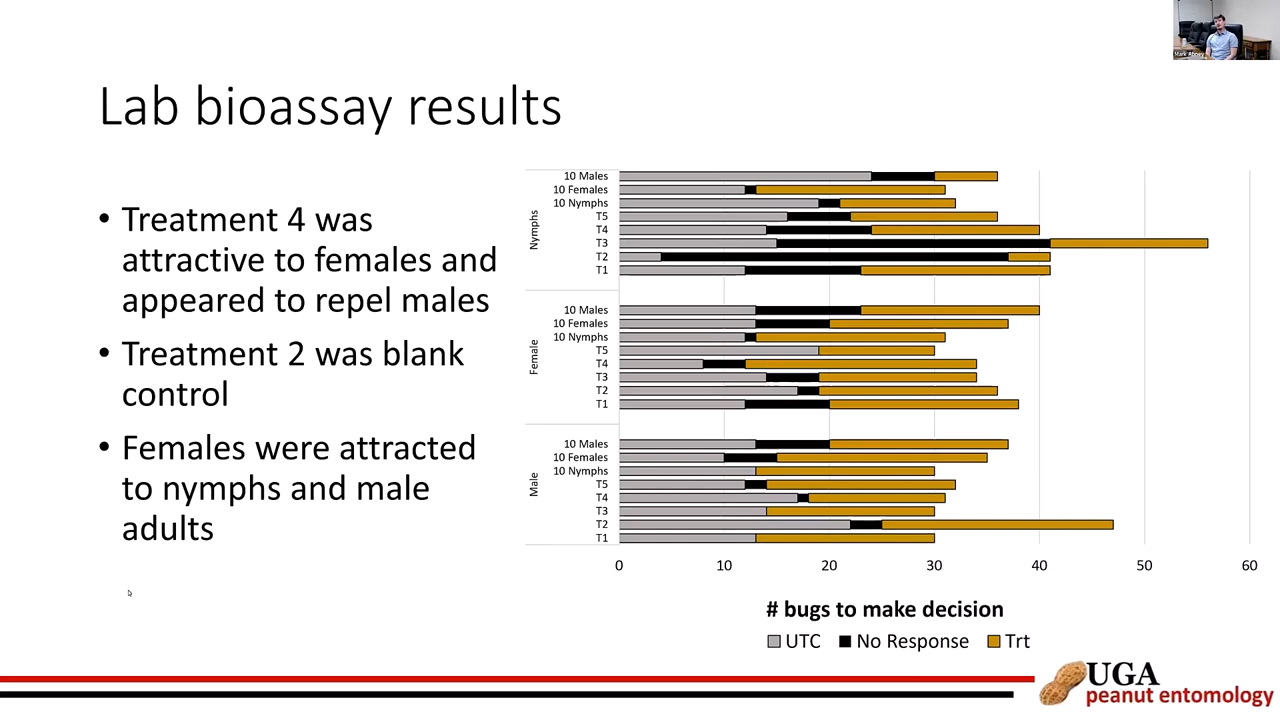 Mark Abney
Lab bioassay results
• Treatment 4 was
attractive to females and
appeared to repel males
• Treatment 2 was blank
control
• Females were attracted
to nymphs and male
adults
Nymphs
10 Males
10 Females
10 Nymphs
T5
T4
T3
T2
T1
Female
10 Males
10 Females
10 Nymphs
T5
T4
T3
T2
T1
Male
10 Males
10 Females
10 Nymphs
T5
T4
T3
T2
T1
0 10 20 30 40 50 60
# bugs to make decision
UTC No Response Trt
UGA
peanut entomology